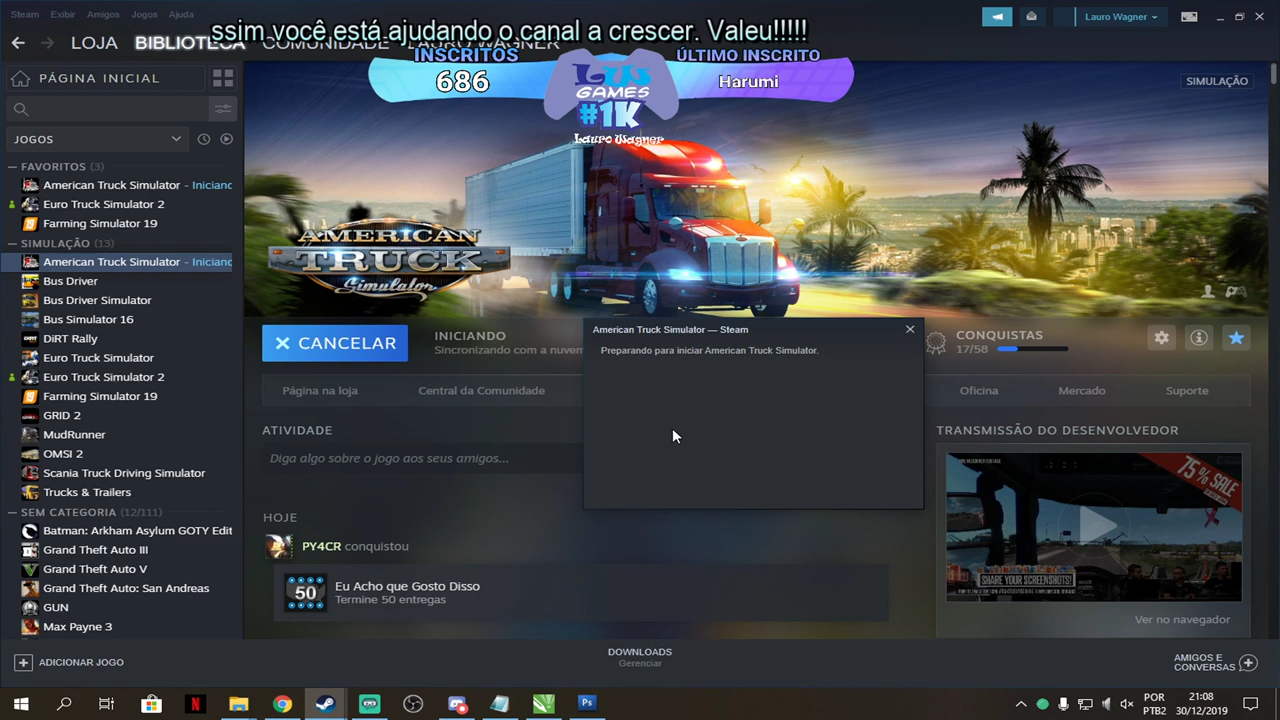 Steam Exibir Amigos Jogos Ajuda
Lauro Wagner
ssim você está ajudando o canal a crescer. Valeu!!!!!
LOJA BIBLIOTECA COMUNIDADE LAURO WAGNER
INSCRITOS
686
LUS
GAMES
#1K
Lauro Wagner
ÚLTIMO INSCRITO
Harumi
PÁGINA INICIAL
SIMULAÇÃO
JOGOS
FAVORITOS (3)
American Truck Simulator - Inicianc
Euro Truck Simulator 2
Farming Simulator 19
SIMULAÇÃO (13)
American Truck Simulator - Inicianc
Bus Driver
Bus Driver Simulator
Bus Simulator 16
DiRT Rally
Euro Truck Simulator
Euro Truck Simulator 2
Farming Simulator 19
GRID 2
MudRunner
OMSI 2
Scania Truck Driving Simulator
Trucks & Trailers
SEM CATEGORIA (12/111)
Batman: Arkham Asylum GOTY Edit
Grand Theft Auto III
Grand Theft Auto V
Grand Theft Auto: San Andreas
GUN
Max Payne 3
AMERICAN
TRUCK
Simulator
CANCELAR
INICIANDO
Sincronizando com a nuvem
American Truck Simulator — Steam
Preparando para iniciar American Truck Simulator.
CONQUISTAS
17/58
Página na loja Central da Comunidade Oficina Mercado Suporte
ATIVIDADE
Diga algo sobre o jogo aos seus amigos...
HOJE
PY4CR conquistou
50
Eu Acho que Gosto Disso
Termine 50 entregas
TRANSMISSÃO DO DESENVOLVEDOR
75% SALE
SHARE YOUR SCREENSHOTS!
Ver no navegador
ADICIONAR JOGO
DOWNLOADS
Gerenciar
AMIGOS E
CONVERSAS
Ps
POR
PTB2
21:08
30/12/2019